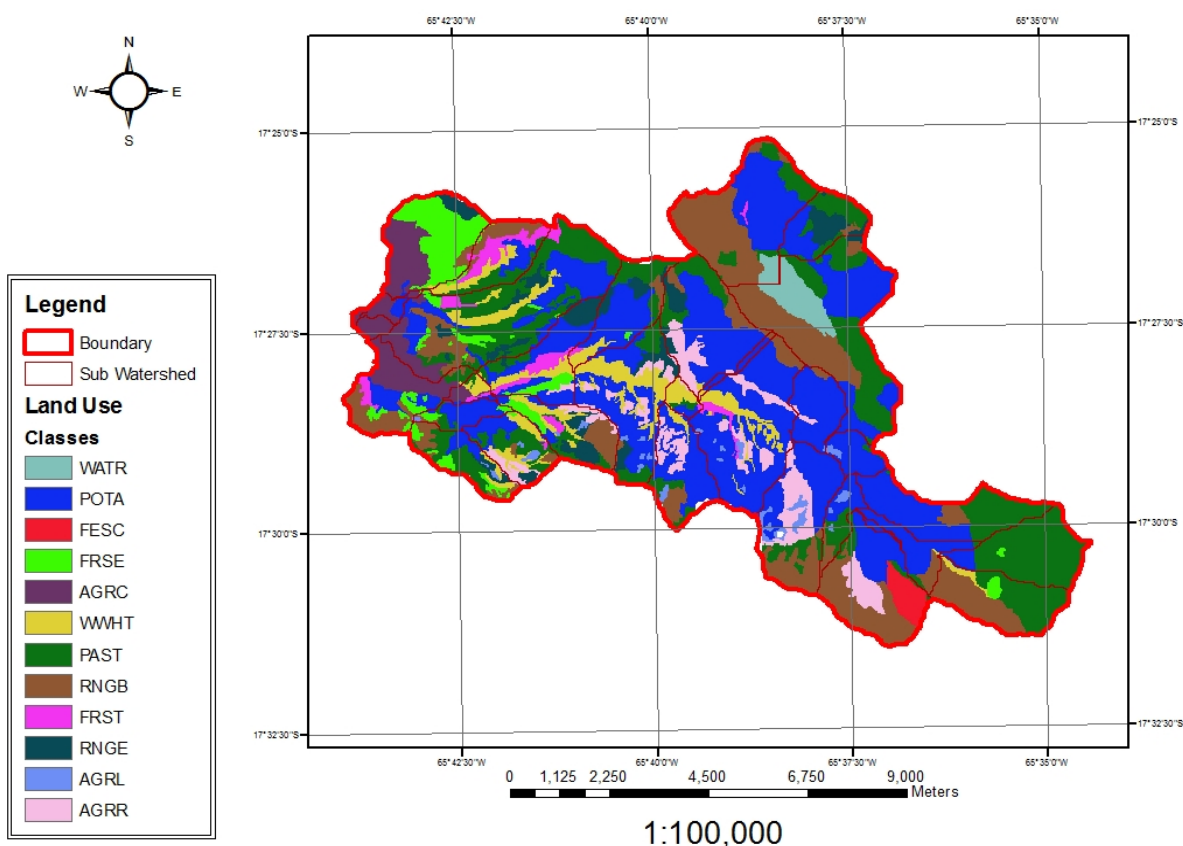 65°42'30"W 65°40'0"W 65°37'30"W 65°35'0"W
N
W E
S
17°25'0"S 17°25'0"S
17°27'30"S 17°27'30"S
17°30'0"S 17°30'0"S
17°32'30"S 17°32'30"S
65°42'30"W 65°40'0"W 65°37'30"W 65°35'0"W
Legend
Boundary
Sub Watershed
Land Use
Classes
WATR
POTA
FESC
FRSE
AGRC
WWHT
PAST
RNGB
FRST
RNGE
AGRL
AGRR
0 1,125 2,250 4,500 6,750 9,000
Meters
1:100,000